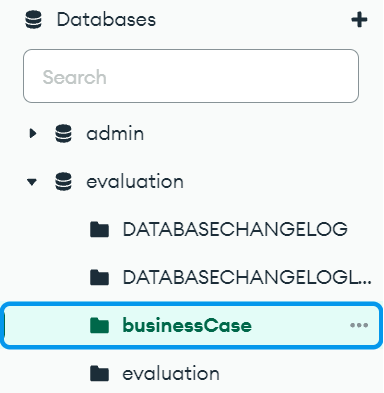 Databases
Search
admin
evaluation
DATABASECHANGELOG
DATABASECHANGELOGL...
businessCase
evaluation